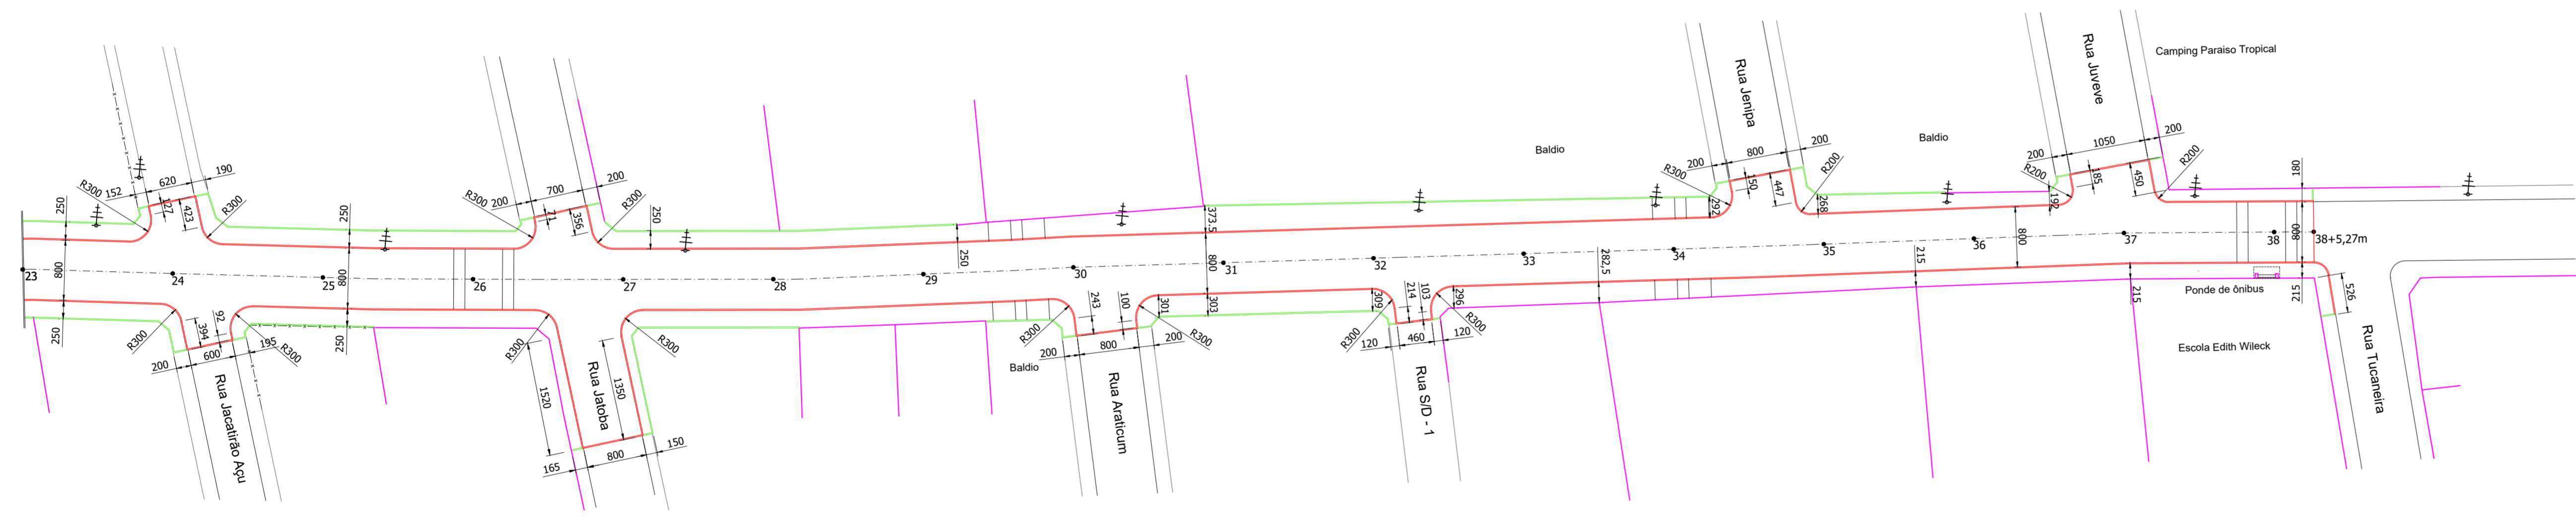 Camping Paraiso Tropical
Baldio
Baldio
Rua Jenipa
Rua Juveve
R300
152
620
190
127
423
R300
250
250
R300
200
700
200
71
356
R300
250
R300
200
800
200
150
447
R200
292
268
200
1050
200
R200
185
450
R200
192
180
23
24
25
26
27
28
29
30
31
32
33
34
35
36
37
38
38+5,27m
800
800
250
373,5
800
303
282,5
215
800
215
800
215
250
R300
394
92
200
600
195
R300
250
R300
1520
1350
R300
165
800
150
Rua Jacatirão Açu
Rua Jatoba
R300
243
100
301
200
800
200
R300
Baldio
Rua Araticum
309
214
103
296
R300
120
460
120
R300
Rua S/D - 1
Ponde de ônibus
526
Escola Edith Wileck
Rua Tucaneira